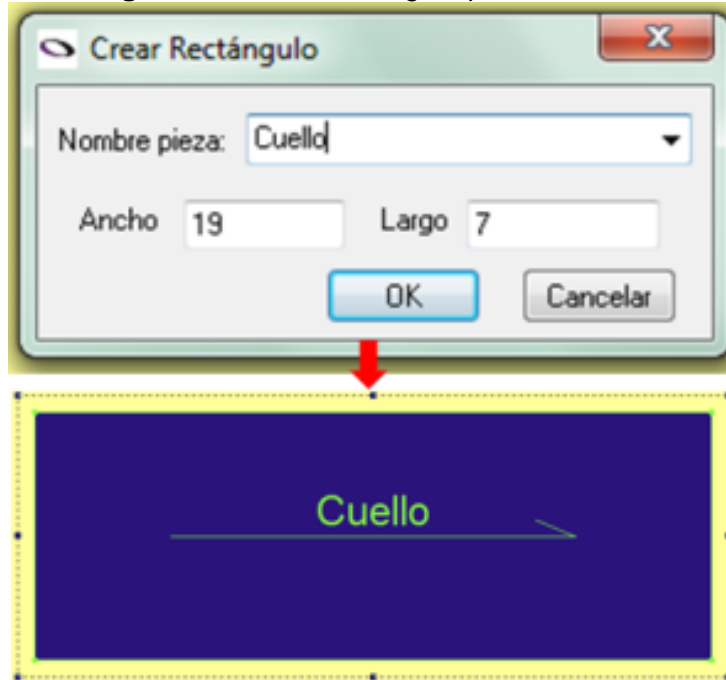 Crear Rectángulo
Nombre pieza: Cuello
Ancho 19 Largo 7
OK Cancelar
Cuello